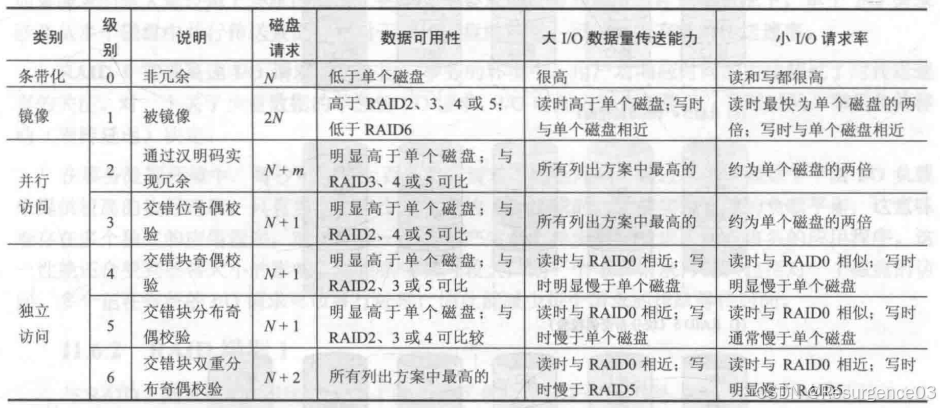 类别 级别 说明 磁盘请求 数据可用性 大 I/O 数据量传送能力 小 I/O 请求率
条带化 0 非冗余 N 低于单个磁盘 很高 读和写都很高
镜像 1 被镜像 2N 高于 RAID2、3、4 或 5；低于 RAID6 读时高于单个磁盘；写时与单个磁盘相近 读时最快为单个磁盘的两倍；写时与单个磁盘相近
并行访问 2 通过汉明码实现冗余 N+m 明显高于单个磁盘；与 RAID3、4 或 5 可比 所有列出方案中最高的 约为单个磁盘的两倍
3 交错位奇偶校验 N+1 明显高于单个磁盘；与 RAID2、4 或 5 可比 所有列出方案中最高的 约为单个磁盘的两倍
独立访问 4 交错块奇偶校验 N+1 明显高于单个磁盘；与 RAID2、3 或 5 可比 读时与 RAID0 相近；写时明显慢于单个磁盘 读时与 RAID0 相似；写时明显慢于单个磁盘
5 交错块分布奇偶校验 N+1 明显高于单个磁盘；与 RAID2、3 或 4 可比较 读时与 RAID0 相近；写时慢于单个磁盘 读时与 RAID0 相似；写时通常慢于单个磁盘
6 交错块双重分布奇偶校验 N+2 所有列出方案中最高的 读时与 RAID0 相近；写时慢于 RAID5 读时与 RAID0 相近；写时明显慢于 RAID5
CSDN @Resurgence03